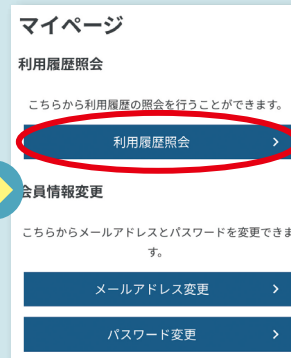 マイページ
利用履歴照会
こちらから利用履歴の照会を行うことができます。
利用履歴照会
会員情報変更
こちらからメールアドレスとパスワードを変更できま
す。
メールアドレス変更
パスワード変更